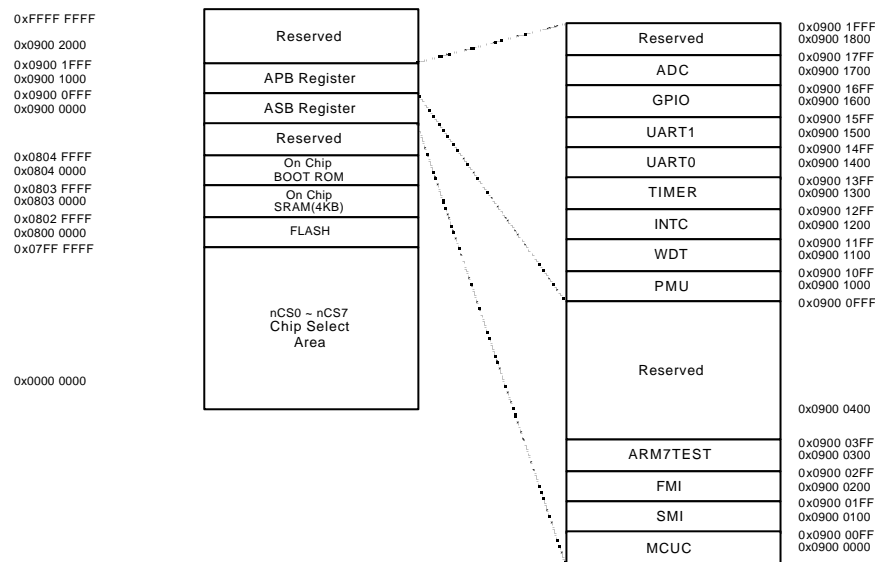 0xFFFF FFFF
0x0900 2000
0x0900 1FFF
0x0900 1000
0x0900 0FFF
0x0900 0000
0x0804 FFFF
0x0804 0000
0x0803 FFFF
0x0803 0000
0x0802 FFFF
0x0800 0000
0x07FF FFFF
0x0000 0000
Reserved
APB Register
ASB Register
Reserved
On Chip
BOOT ROM
On Chip
SRAM(4KB)
FLASH
nCS0 ~ nCS7
Chip Select
Area
Reserved
ADC
GPIO
UART1
UART0
TIMER
INTC
WDT
PMU
Reserved
ARM7TEST
FMI
SMI
MCUC
0x0900 1FFF
0x0900 1800
0x0900 17FF
0x0900 1700
0x0900 16FF
0x0900 1600
0x0900 15FF
0x0900 1500
0x0900 14FF
0x0900 1400
0x0900 13FF
0x0900 1300
0x0900 12FF
0x0900 1200
0x0900 11FF
0x0900 1100
0x0900 10FF
0x0900 1000
0x0900 0FFF
0x0900 0400
0x0900 03FF
0x0900 0300
0x0900 02FF
0x0900 0200
0x0900 01FF
0x0900 0100
0x0900 00FF
0x0900 0000